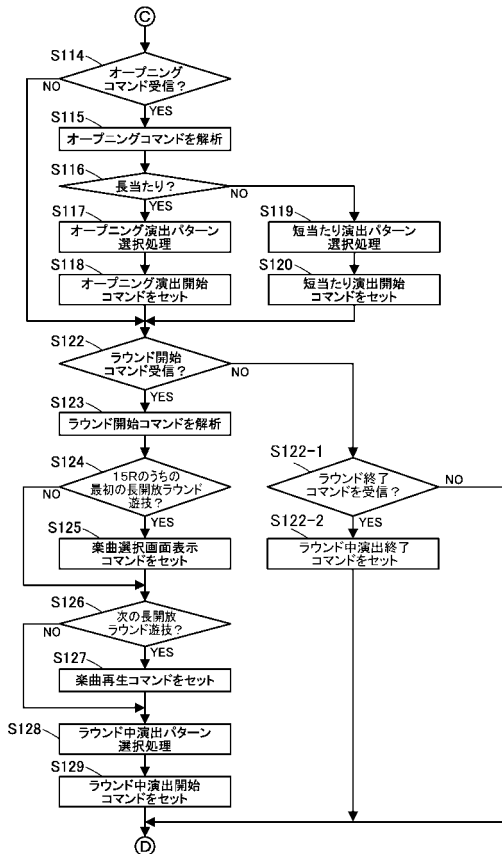 C
S114
オープニング
コマンド受信？
NO
YES
S115
オープニングコマンドを解析
S116
長当たり？
NO
YES
S117
オープニング演出パターン
選択処理
S119
短当たり演出パターン
選択処理
S118
オープニング演出開始
コマンドをセット
S120
短当たり演出開始
コマンドをセット
S122
ラウンド開始
コマンド受信？
NO
YES
S123
ラウンド開始コマンドを解析
S124
15Rのうちの
最初の長開放ラウンド
遊技？
NO
YES
S122-1
ラウンド終了
コマンドを受信？
NO
YES
S125
楽曲選択画面表示
コマンドをセット
S122-2
ラウンド中演出終了
コマンドをセット
S126
次の長開放
ラウンド遊技？
NO
YES
S127
楽曲再生コマンドをセット
S128
ラウンド中演出パターン
選択処理
S129
ラウンド中演出開始
コマンドをセット
D